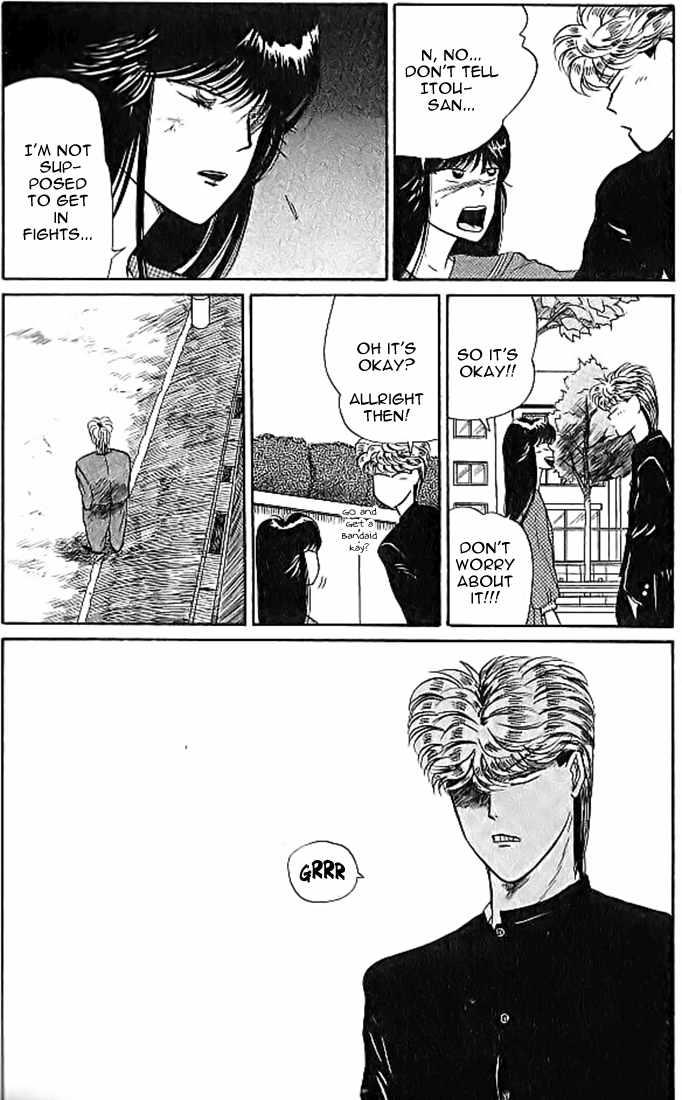 N, NO...
DON'T TELL
ITOU-
SAN...
I'M NOT
SUP-
POSED
TO GET
IN
FIGHTS...
SO IT'S
OKAY!!
DON'T
WORRY
ABOUT
IT!!!
OH IT'S
OKAY?
ALLRIGHT
THEN!
Go and
Get a
Bandaid
kay?
GRRR